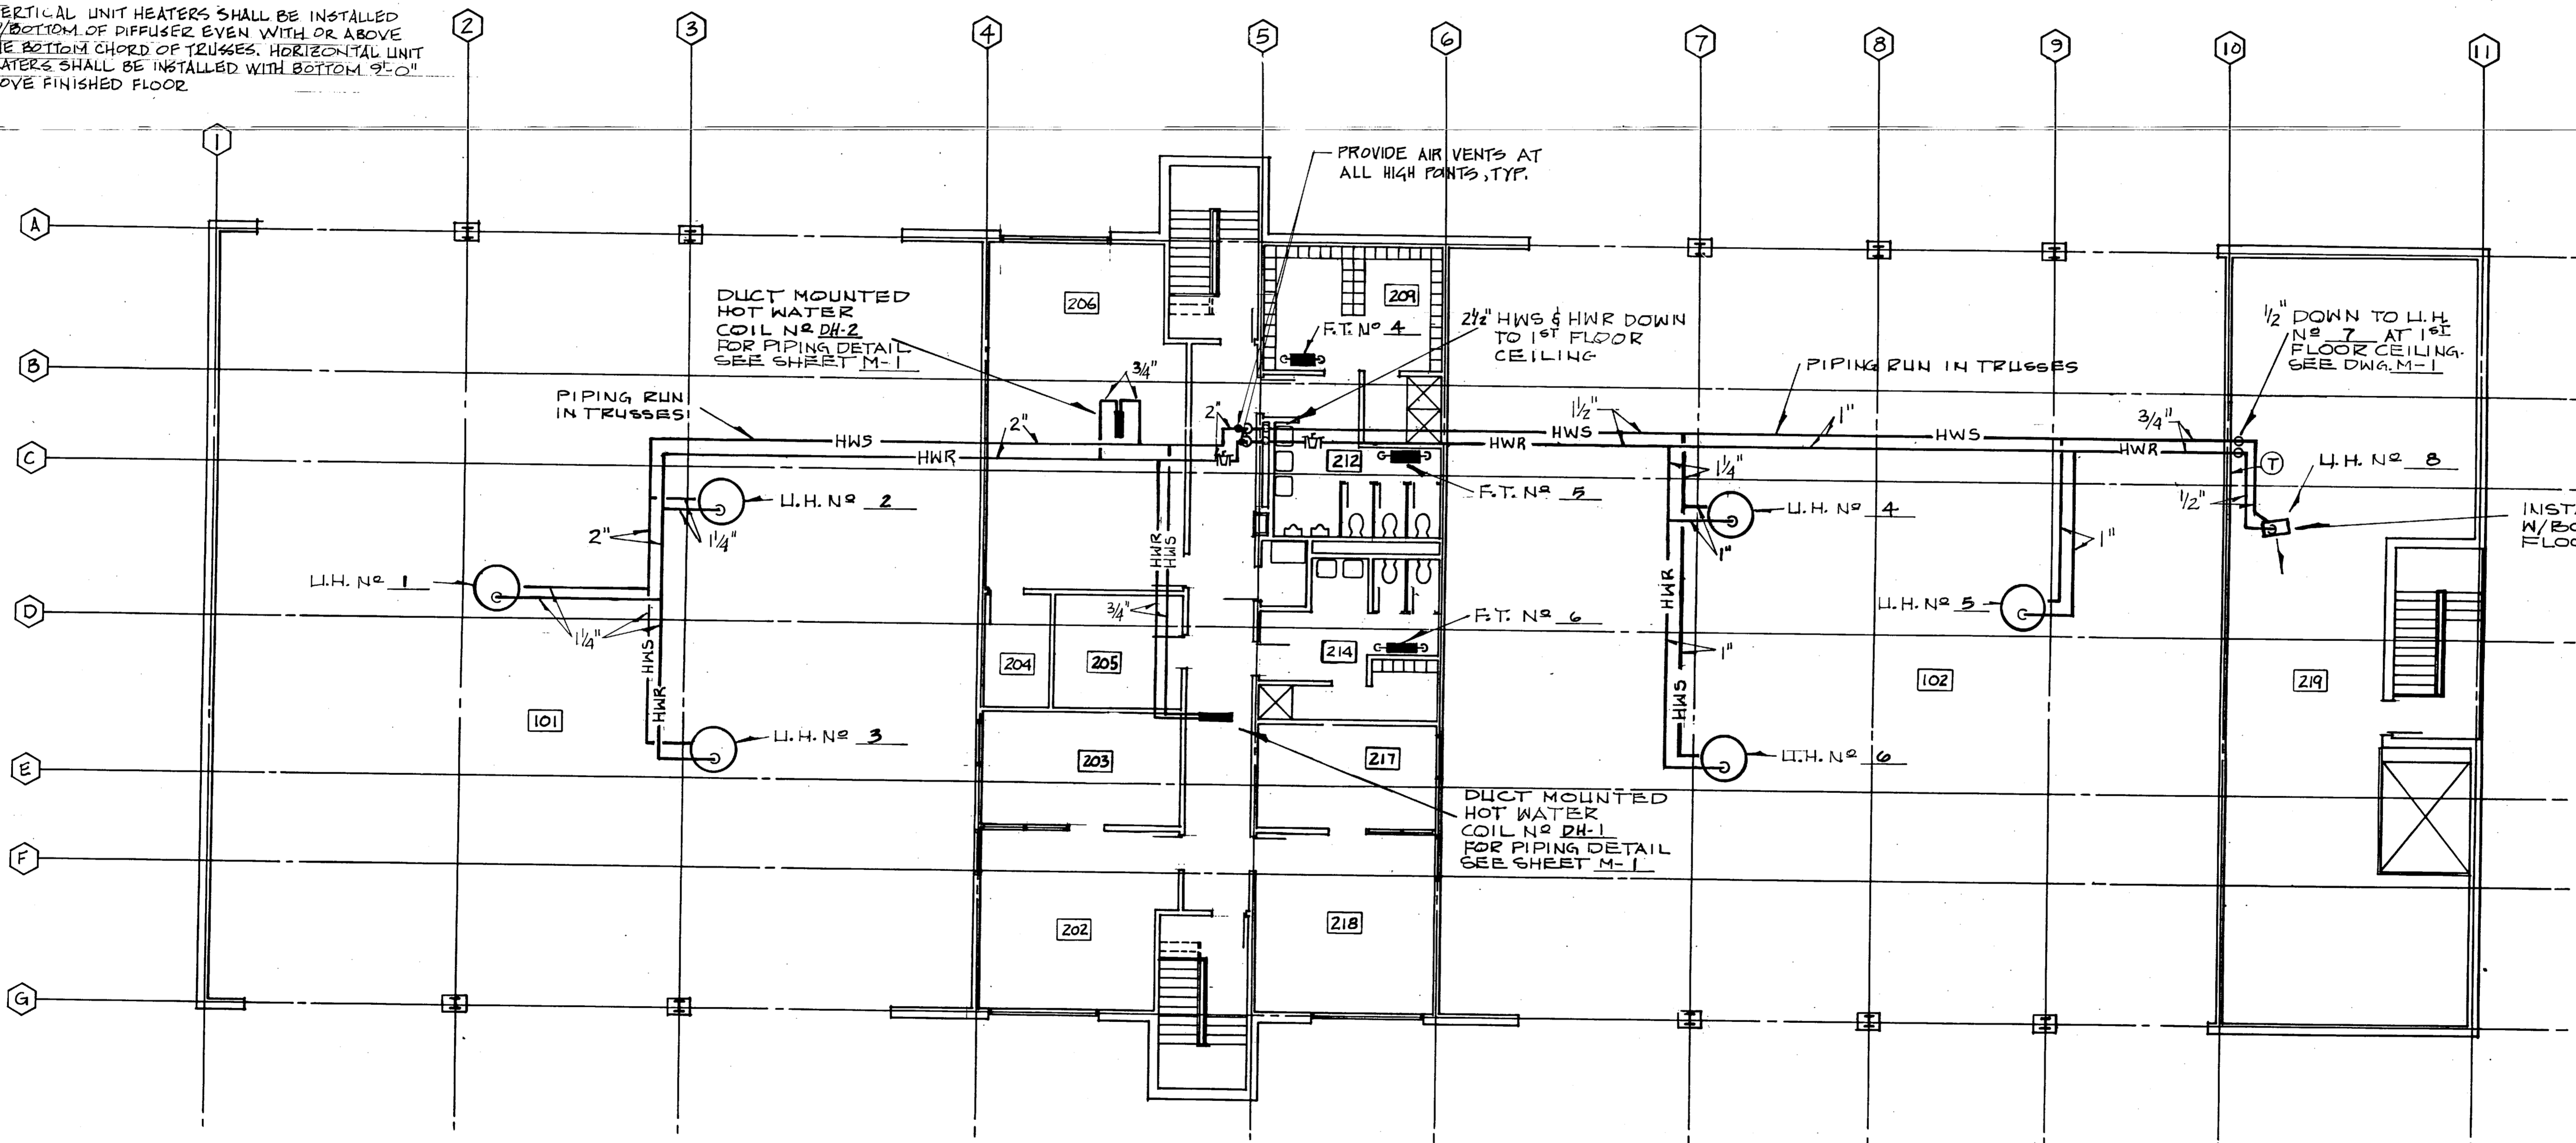 ERTICAL UNIT HEATERS SHALL BE INSTALLED
/BOTTOM OF DIFFUSER EVEN WITH OR ABOVE
E BOTTOM CHORD OF TRUSSES. HORIZONTAL UNIT
ATERS SHALL BE INSTALLED WITH BOTTOM 9'-0"
OVE FINISHED FLOOR
1
2
3
4
5
6
7
8
9
10
11
A
B
C
D
E
F
G
PROVIDE AIR VENTS AT
ALL HIGH POINTS, TYP.
DUCT MOUNTED
HOT WATER
COIL Nº DH-2
FOR PIPING DETAIL
SEE SHEET M-1
206
209
F.T. Nº 4
2½" HWS & HWR DOWN
TO 1ST FLOOR
CEILING
½" DOWN TO U.H.
Nº 7 AT 1ST
FLOOR CEILING.
SEE DWG. M-1
PIPING RUN
IN TRUSSES
3/4"
2"
2"
PIPING RUN IN TRUSSES
1½"
1"
3/4"
HWS
HWR
HWS
HWR
HWS
HWR
212
F.T. Nº 5
T
U.H. Nº 8
½"
INST
W/BO
FLOO
U.H. Nº 2
2"
1¼"
1¼"
U.H. Nº 4
1"
1"
U.H. Nº 1
1¼"
HWR
HWS
3/4"
HWR
U.H. Nº 5
F.T. Nº 6
214
204
205
HWS
HWR
1"
HWS
102
219
101
U.H. Nº 3
203
217
U.H. Nº 6
DUCT MOUNTED
HOT WATER
COIL Nº DH-1
FOR PIPING DETAIL
SEE SHEET M-1
202
218